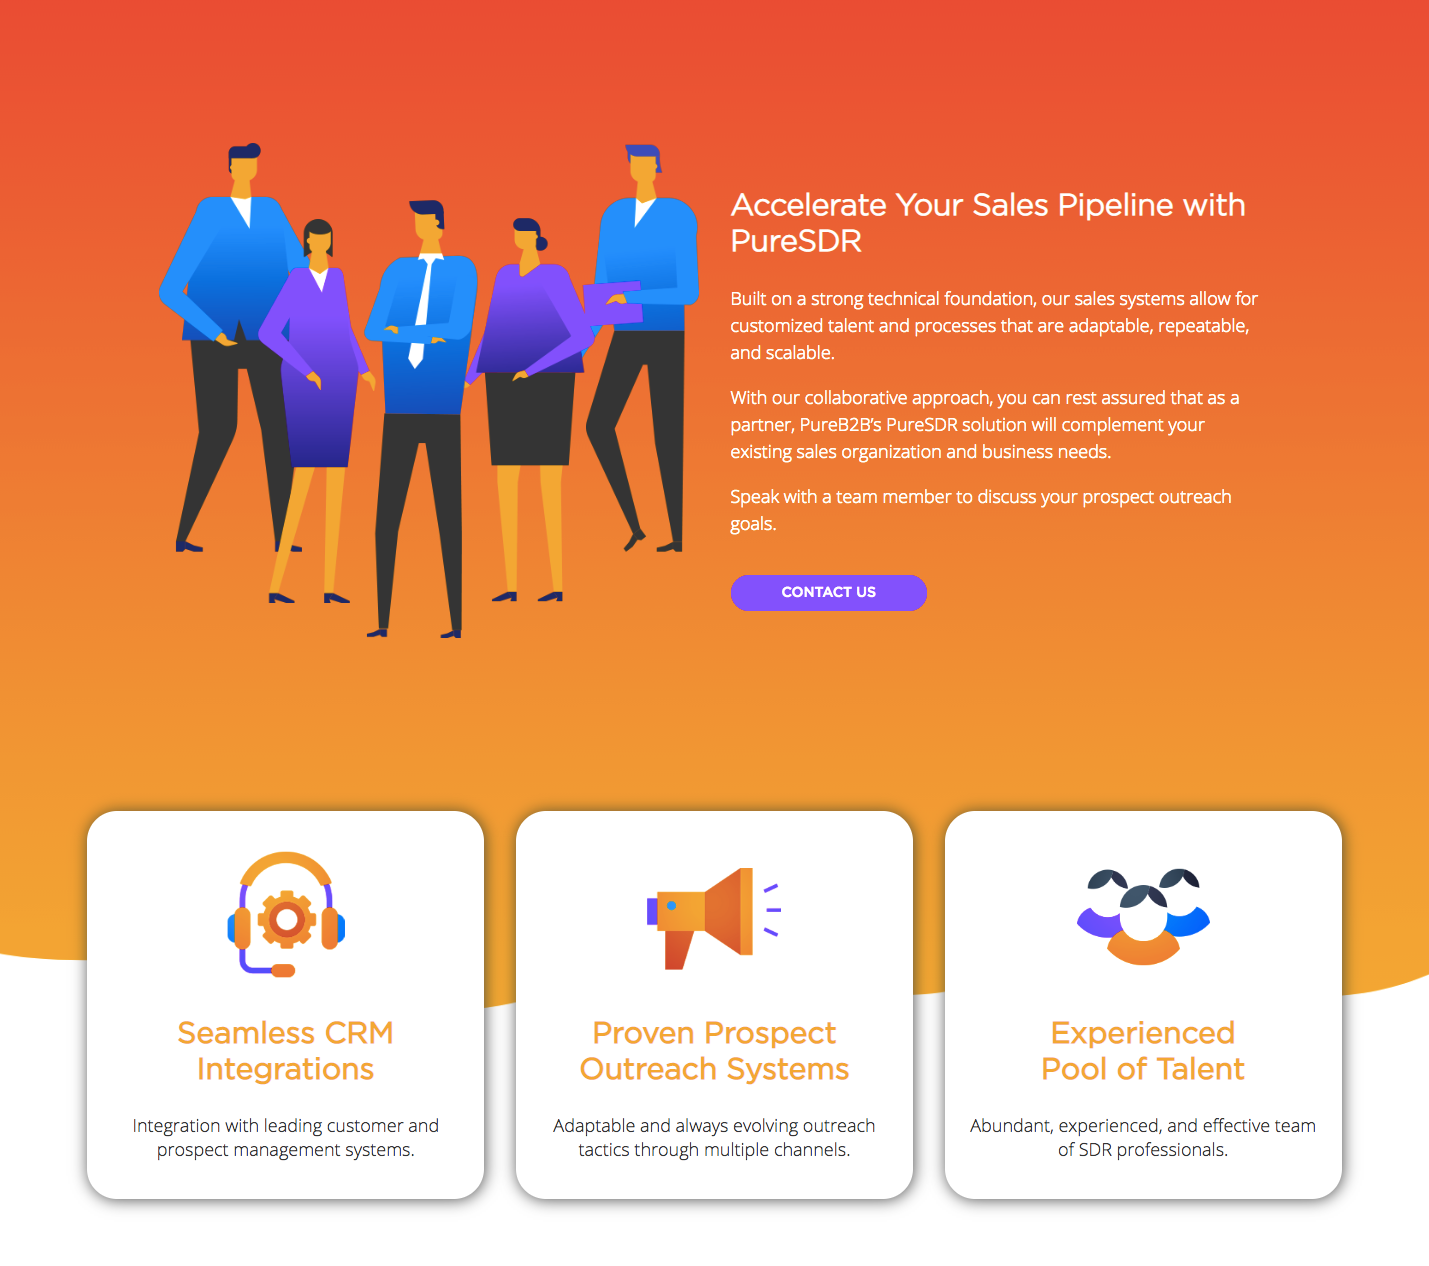 Accelerate Your Sales Pipeline with
PureSDR
Built on a strong technical foundation, our sales systems allow for
customized talent and processes that are adaptable, repeatable,
and scalable.
With our collaborative approach, you can rest assured that as a
partner, PureB2B’s PureSDR solution will complement your
existing sales organization and business needs.
Speak with a team member to discuss your prospect outreach
goals.
CONTACT US
Seamless CRM
Integrations
Integration with leading customer and
prospect management systems.
Proven Prospect
Outreach Systems
Adaptable and always evolving outreach
tactics through multiple channels.
Experienced
Pool of Talent
Abundant, experienced, and effective team
of SDR professionals.